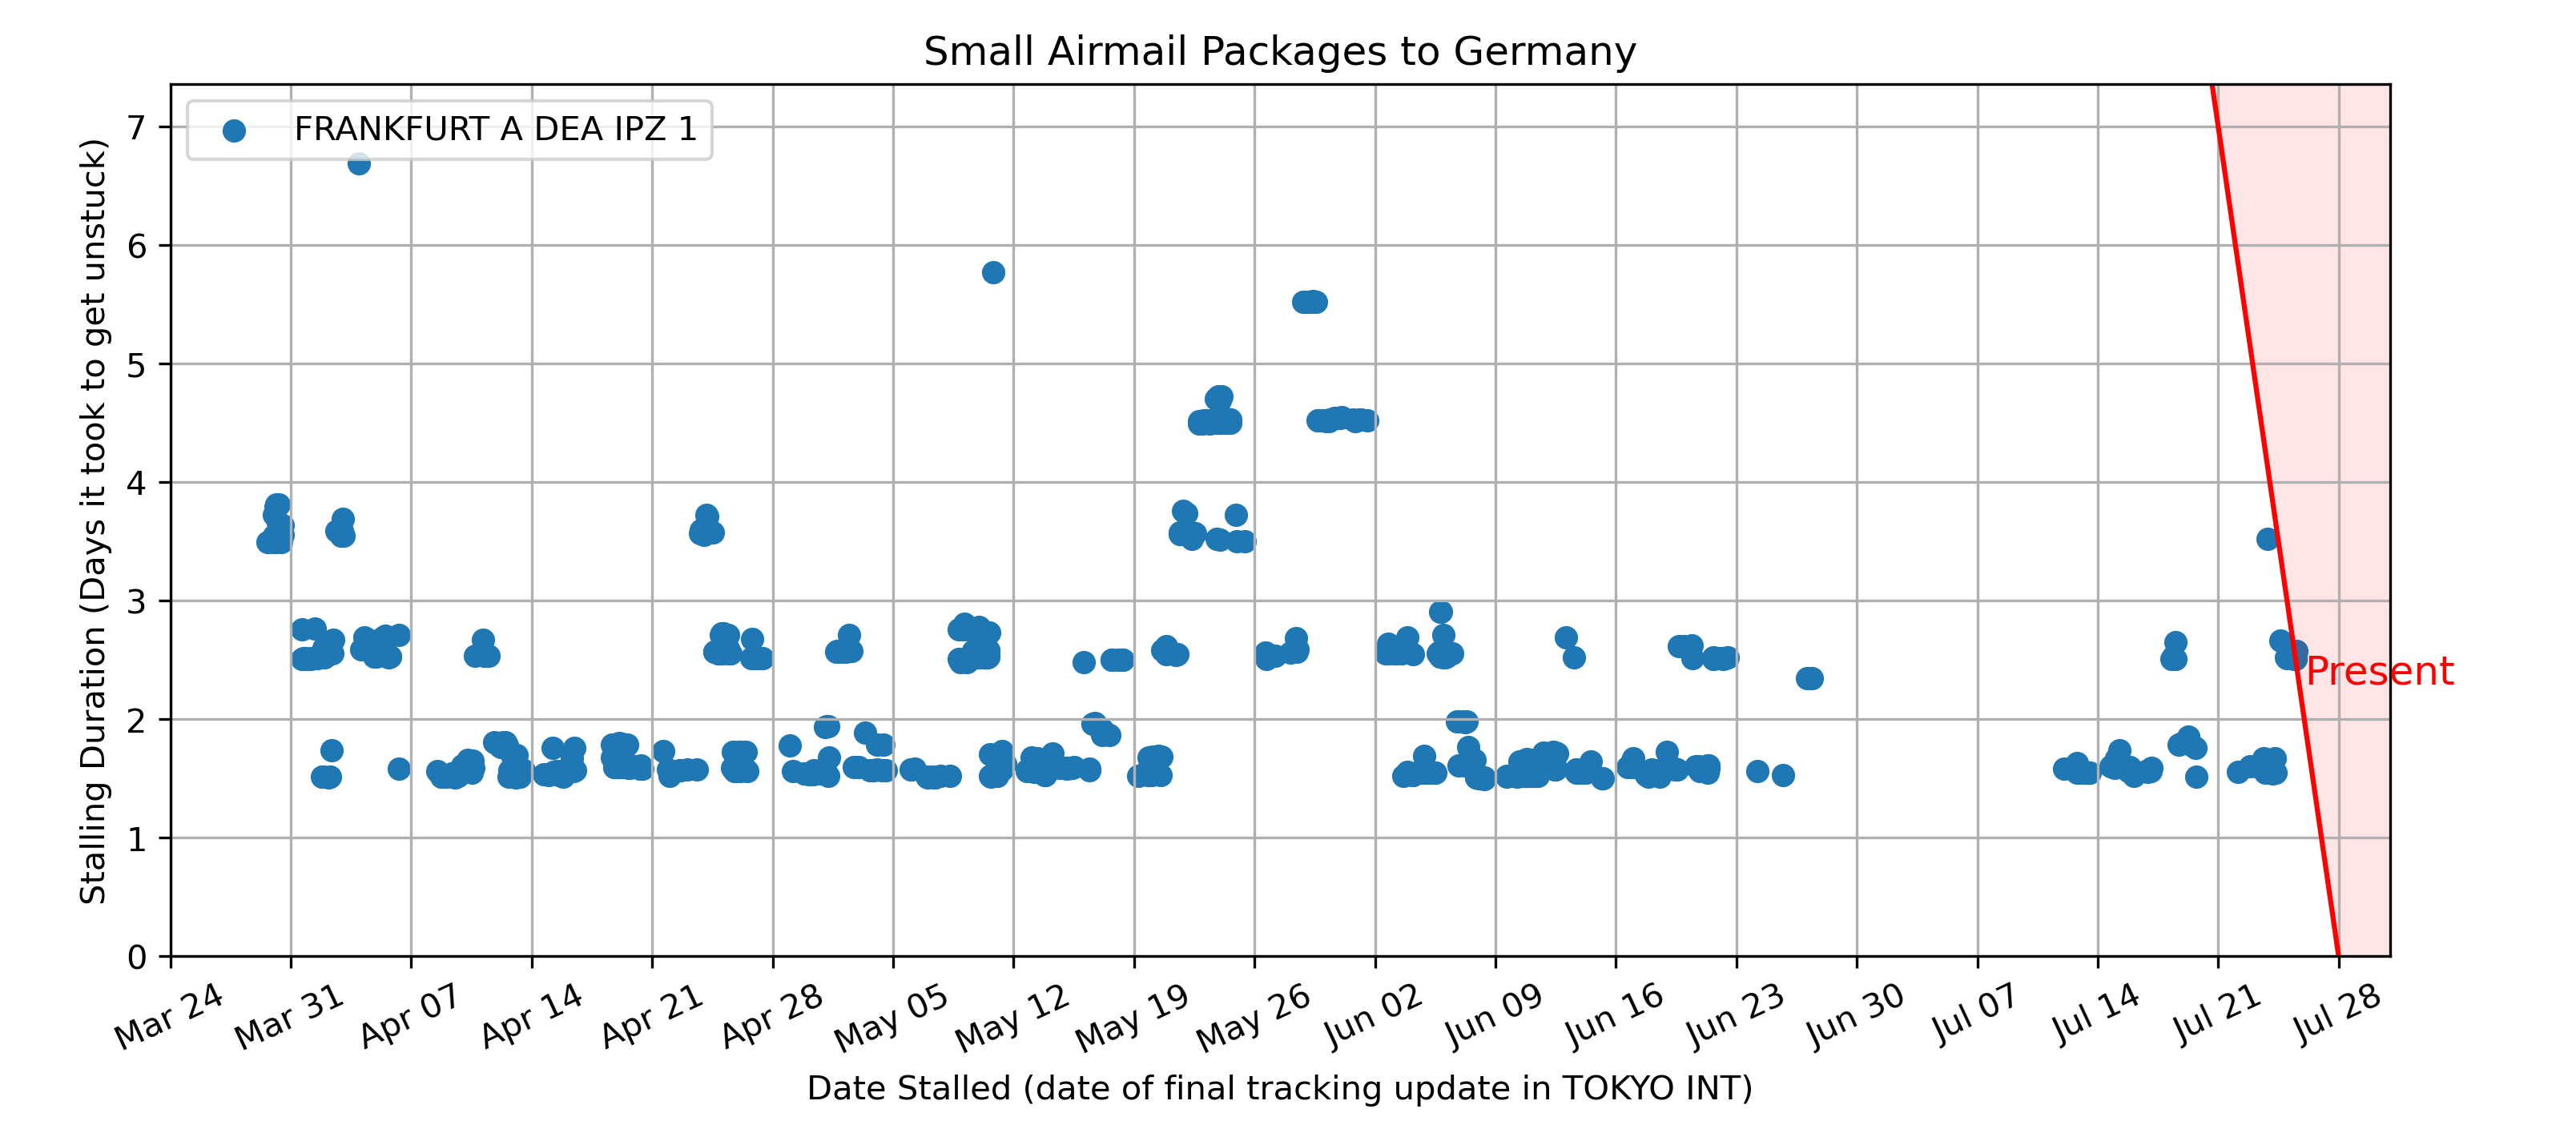 Small Airmail Packages to Germany
FRANKFURT A DEA IPZ 1
Stalling Duration (Days it took to get unstuck)
7
6
5
4
3
2
1
0
Present
Mar 24
Mar 31
Apr 07
Apr 14
Apr 21
Apr 28
May 05
May 12
May 19
May 26
Jun 02
Jun 09
Jun 16
Jun 23
Jun 30
Jul 07
Jul 14
Jul 21
Jul 28
Date Stalled (date of final tracking update in TOKYO INT)